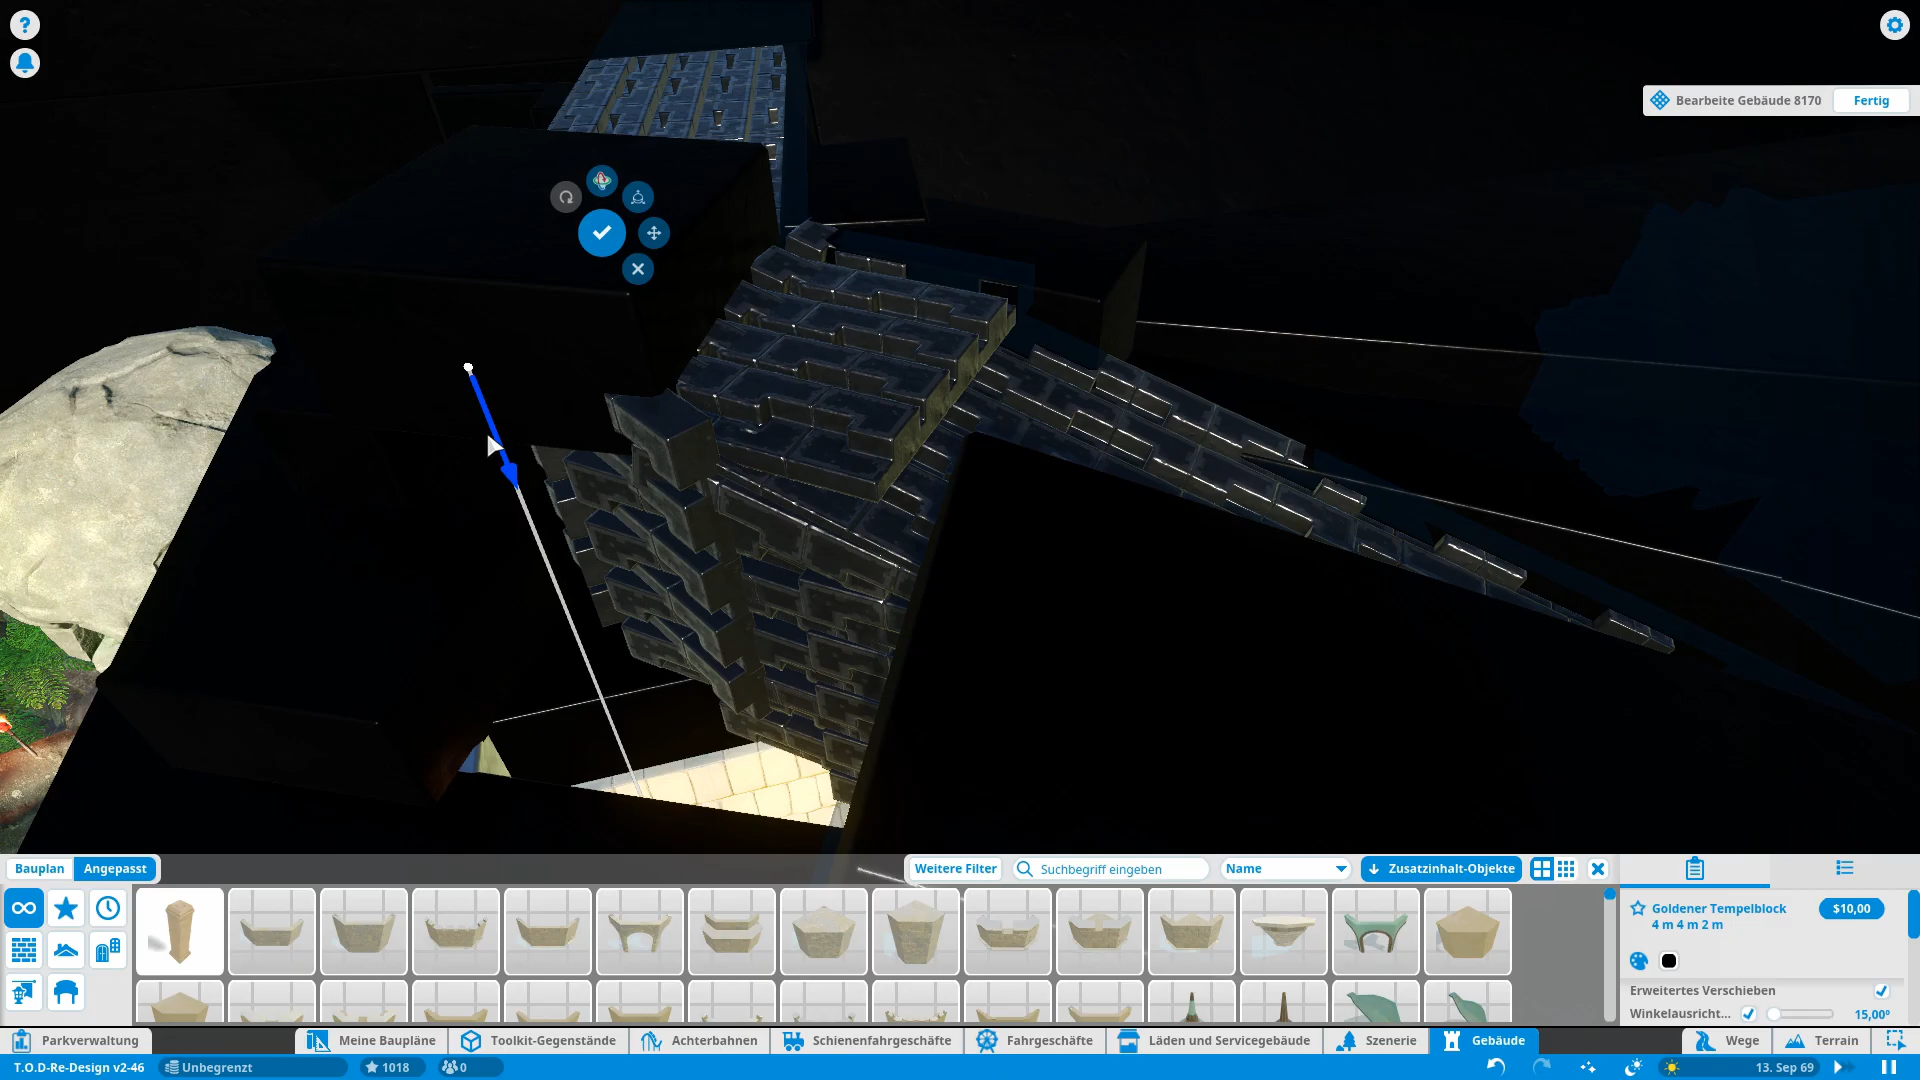 ?
Bearbeite Gebäude 8170
Fertig
Bauplan
Angepasst
Weitere Filter
Suchbegriff eingeben
Name
Zusatzinhalt-Objekte
Goldener Tempelblock
4 m 4 m 2 m
$10,00
Erweitertes Verschieben
Winkelausricht...
15,00°
Parkverwaltung
Meine Baupläne
Toolkit-Gegenstände
Achterbahnen
Schienenfahrgeschäfte
Fahrgeschäfte
Läden und Servicegebäude
Szenerie
Gebäude
Wege
Terrain
T.O.D-Re-Design v2-46
Unbegrenzt
1018
0
13. Sep 69